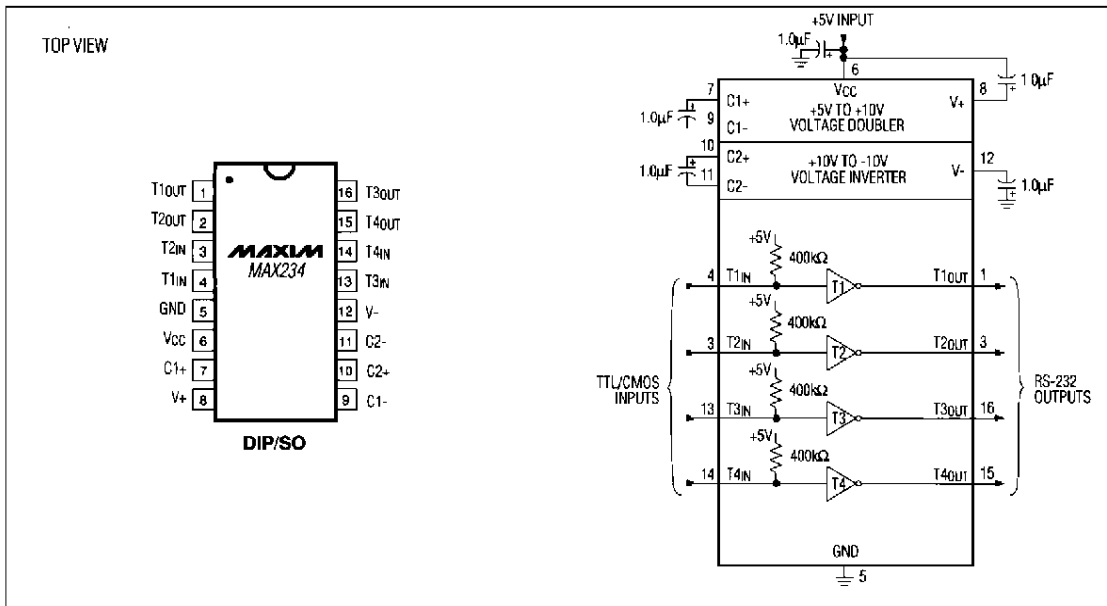 TOP VIEW
T1OUT 1
T2OUT 2
T2IN 3
T1IN 4
GND 5
VCC 6
C1+ 7
V+ 8
16 T3OUT
15 T4OUT
14 T4IN
13 T3IN
12 V-
11 C2-
10 C2+
9 C1-
MAXIM
MAX234
DIP/SO
+5V INPUT
1.0µF
6
1.0µF
7
C1+
VCC
V+
8
+5V TO +10V
VOLTAGE DOUBLER
1.0µF
9
C1-
10
C2+
+10V TO -10V
VOLTAGE INVERTER
V-
12
1.0µF
11
C2-
1.0µF
+5V
400kΩ
4 T1IN T1 T1OUT 1
+5V
400kΩ
3 T2IN T2 T2OUT 3
+5V
400kΩ
13 T3IN T3 T3OUT 16
+5V
400kΩ
14 T4IN T4 T4OUT 15
TTL/CMOS
INPUTS
RS-232
OUTPUTS
GND
5